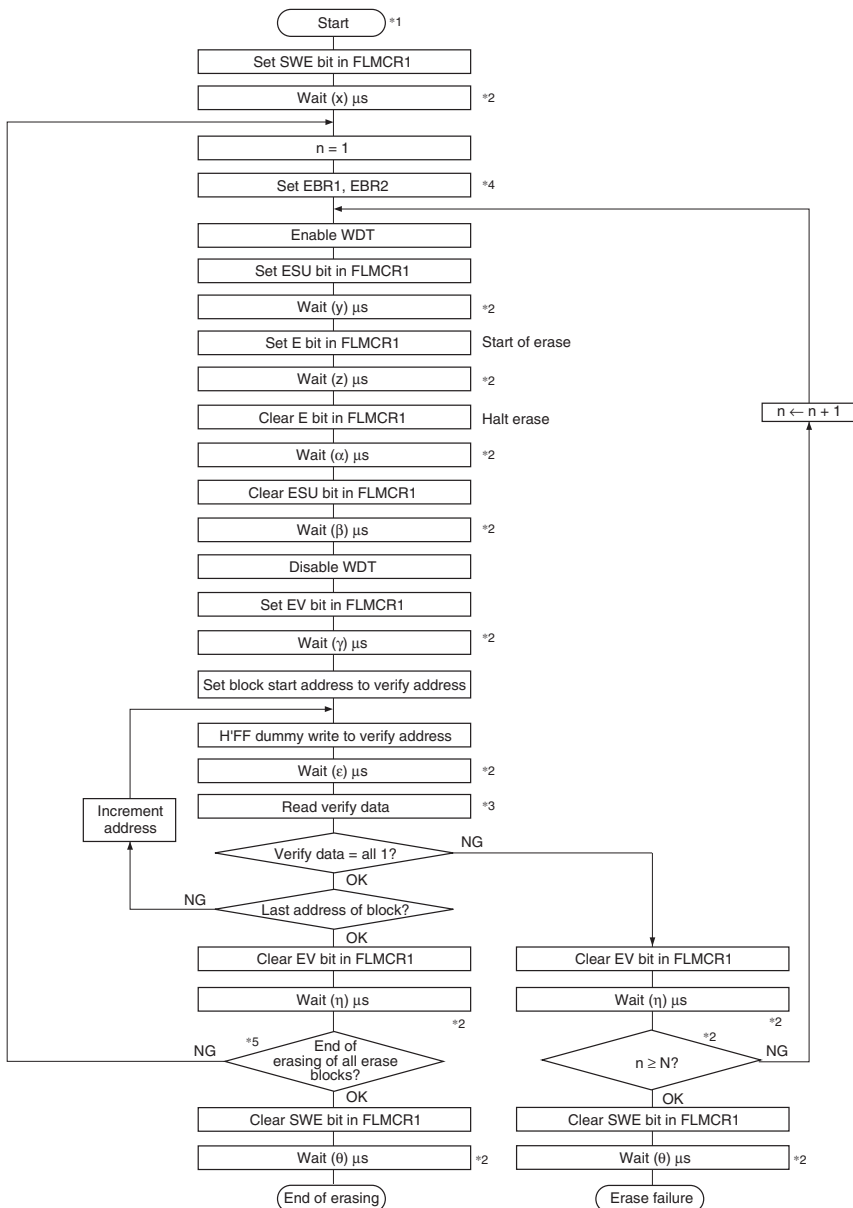 Start *1
Set SWE bit in FLMCR1
Wait (x) μs *2
n = 1
Set EBR1, EBR2 *4
Enable WDT
Set ESU bit in FLMCR1
Wait (y) μs *2
Set E bit in FLMCR1 Start of erase
Wait (z) μs *2
Clear E bit in FLMCR1 Halt erase
n ← n + 1
Wait (α) μs *2
Clear ESU bit in FLMCR1
Wait (β) μs *2
Disable WDT
Set EV bit in FLMCR1
Wait (γ) μs *2
Set block start address to verify address
H'FF dummy write to verify address
Wait (ε) μs *2
Read verify data *3
Increment
address
Verify data = all 1? NG
OK
NG Last address of block?
OK
Clear EV bit in FLMCR1
Wait (η) μs
*2
*5
NG End of
erasing of all erase
blocks?
OK
Clear SWE bit in FLMCR1
Wait (θ) μs *2
End of erasing
Clear EV bit in FLMCR1
Wait (η) μs
*2
*2
n ≥ N? NG
OK
Clear SWE bit in FLMCR1
Wait (θ) μs *2
Erase failure